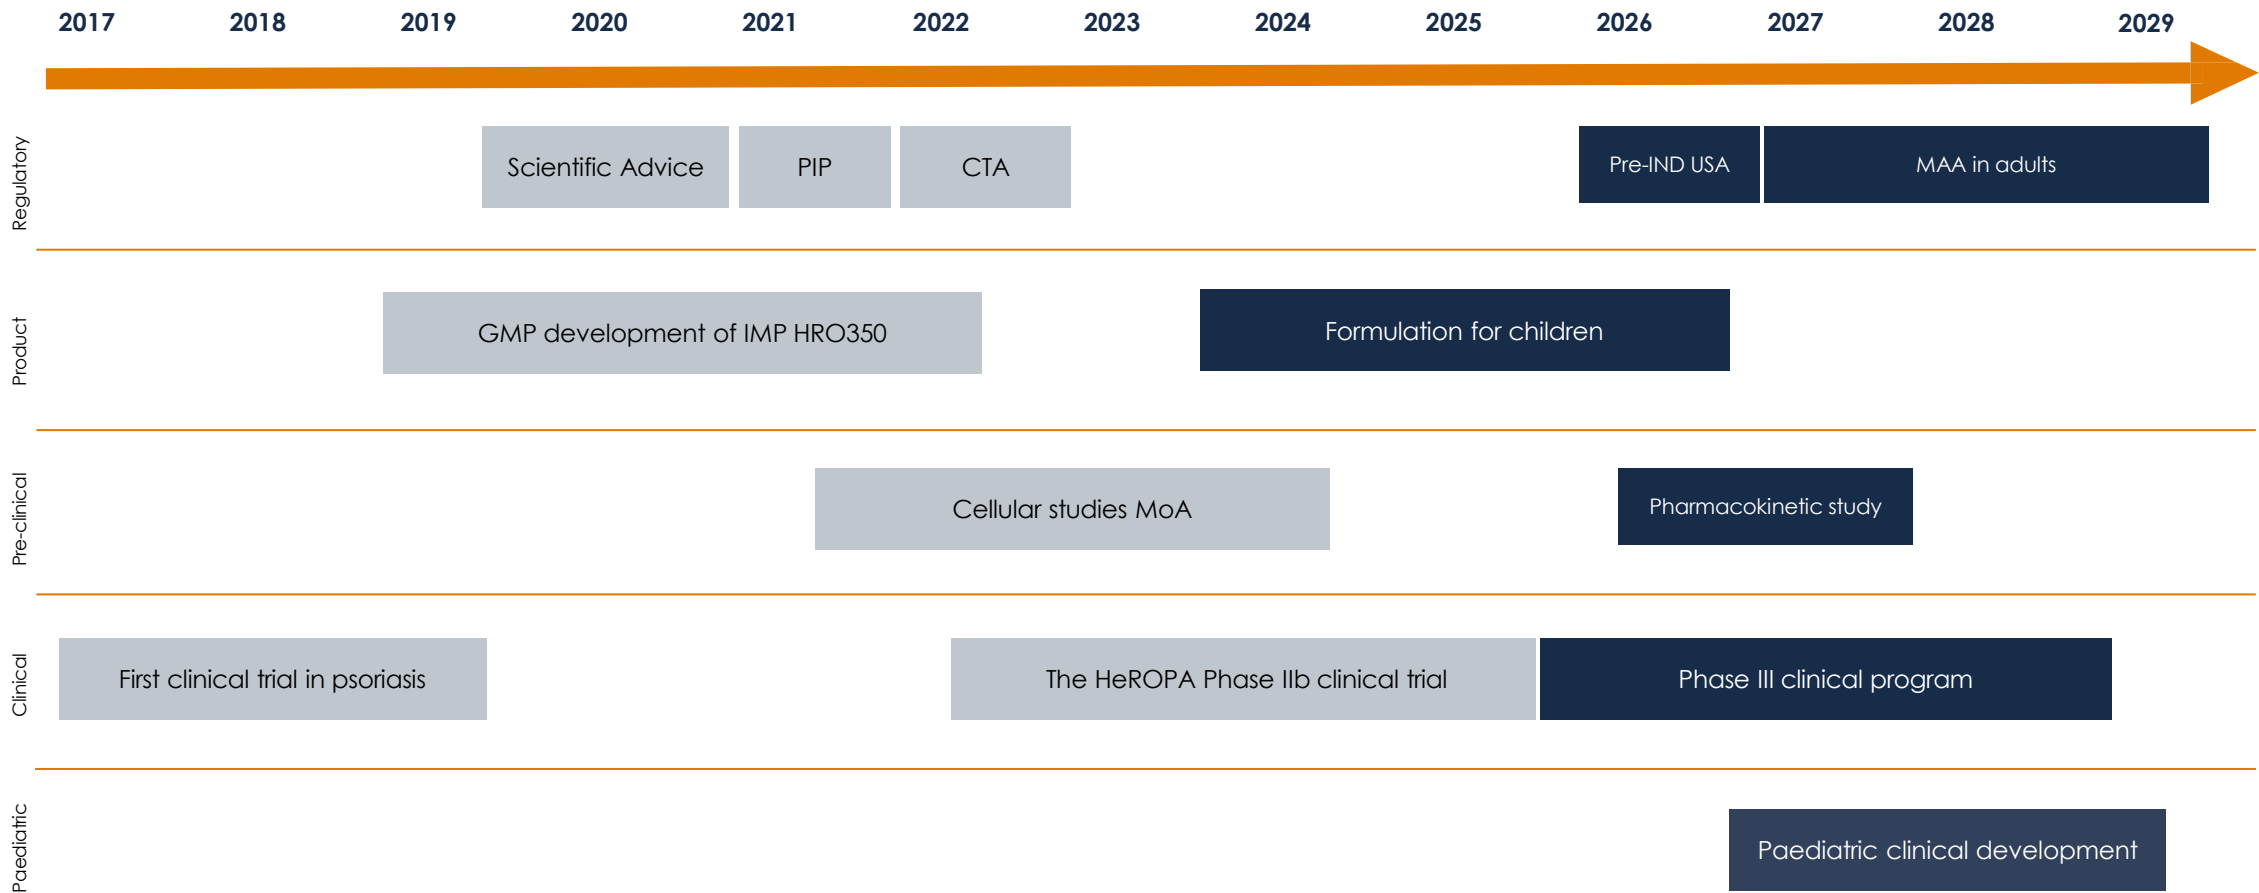 2017 2018 2019 2020 2021 2022 2023 2024 2025 2026 2027 2028 2029
Regulatory
Scientific Advice
PIP
CTA
Pre-IND USA
MAA in adults
Product
GMP development of IMP HRO350
Formulation for children
Pre-clinical
Cellular studies MoA
Pharmacokinetic study
Clinical
First clinical trial in psoriasis
The HeROPA Phase IIb clinical trial
Phase III clinical program
Paediatric
Paediatric clinical development